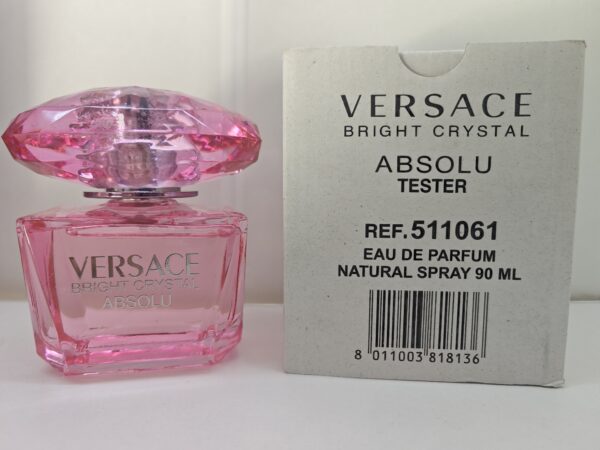 VERSACE
BRIGHT CRYSTAL
ABSOLU
VERSACE
BRIGHT CRYSTAL
ABSOLU
TESTER
REF. 511061
EAU DE PARFUM
NATURAL SPRAY 90 ML
8 011003 818136